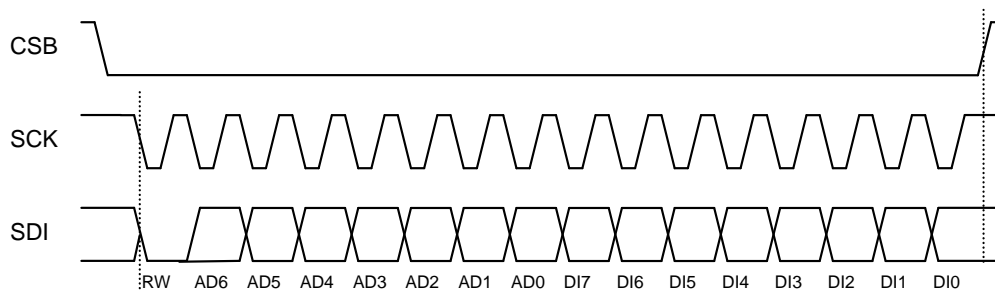 CSB
SCK
SDI
RW AD6 AD5 AD4 AD3 AD2 AD1 AD0 DI7 DI6 DI5 DI4 DI3 DI2 DI1 DI0